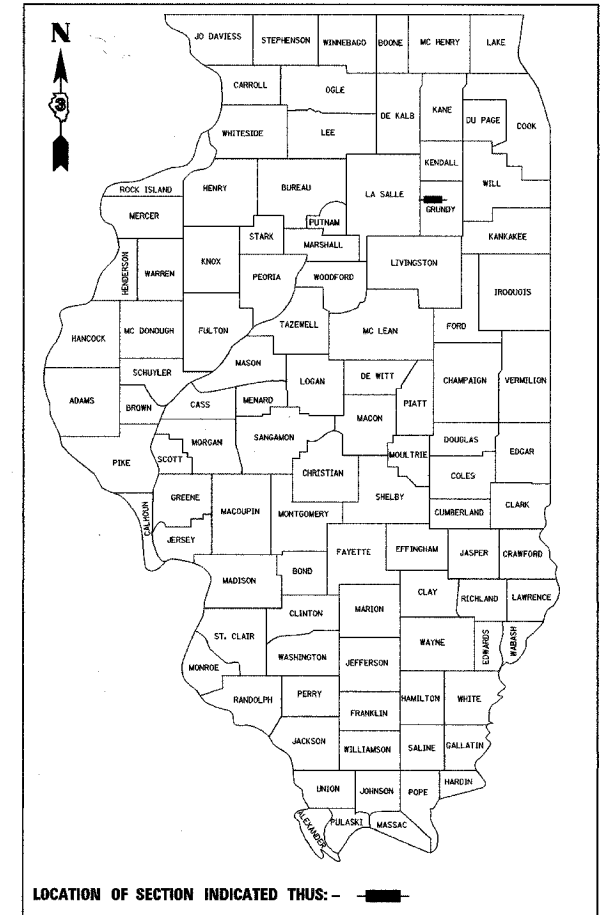 N
JO DAVIESS
STEPHENSON
WINNEBAGO
BOONE
MC HENRY
LAKE
CARROLL
OGLE
DE KALB
KANE
DU PAGE
COOK
WHITESIDE
LEE
KENDALL
WILL
ROCK ISLAND
HENRY
BUREAU
LA SALLE
GRUNDY
MERCER
PUTNAM
STARK
MARSHALL
KANKAKEE
HENDERSON
WARREN
KNOX
PEORIA
WOODFORD
LIVINGSTON
IROQUOIS
HANCOCK
MC DONOUGH
FULTON
TAZEWELL
MC LEAN
FORD
MASON
SCHUYLER
LOGAN
DE WITT
CHAMPAIGN
VERMILION
ADAMS
BROWN
CASS
MENARD
MACON
PIATT
MORGAN
SANGAMON
DOUGLAS
EDGAR
PIKE
SCOTT
CHRISTIAN
MOULTRIE
COLES
SHELBY
GREENE
MACOUPIN
MONTGOMERY
CUMBERLAND
CLARK
CALHOUN
JERSEY
FAYETTE
EFFINGHAM
JASPER
CRAWFORD
MADISON
BOND
CLAY
RICHLAND
LAWRENCE
CLINTON
MARION
WAYNE
EDWARDS
WABASH
ST. CLAIR
WASHINGTON
JEFFERSON
MONROE
RANDOLPH
PERRY
HAMILTON
WHITE
FRANKLIN
JACKSON
WILLIAMSON
SALINE
GALLATIN
UNION
JOHNSON
POPE
HARDIN
ALEXANDER
PULASKI
MASSAC
LOCATION OF SECTION INDICATED THUS: -